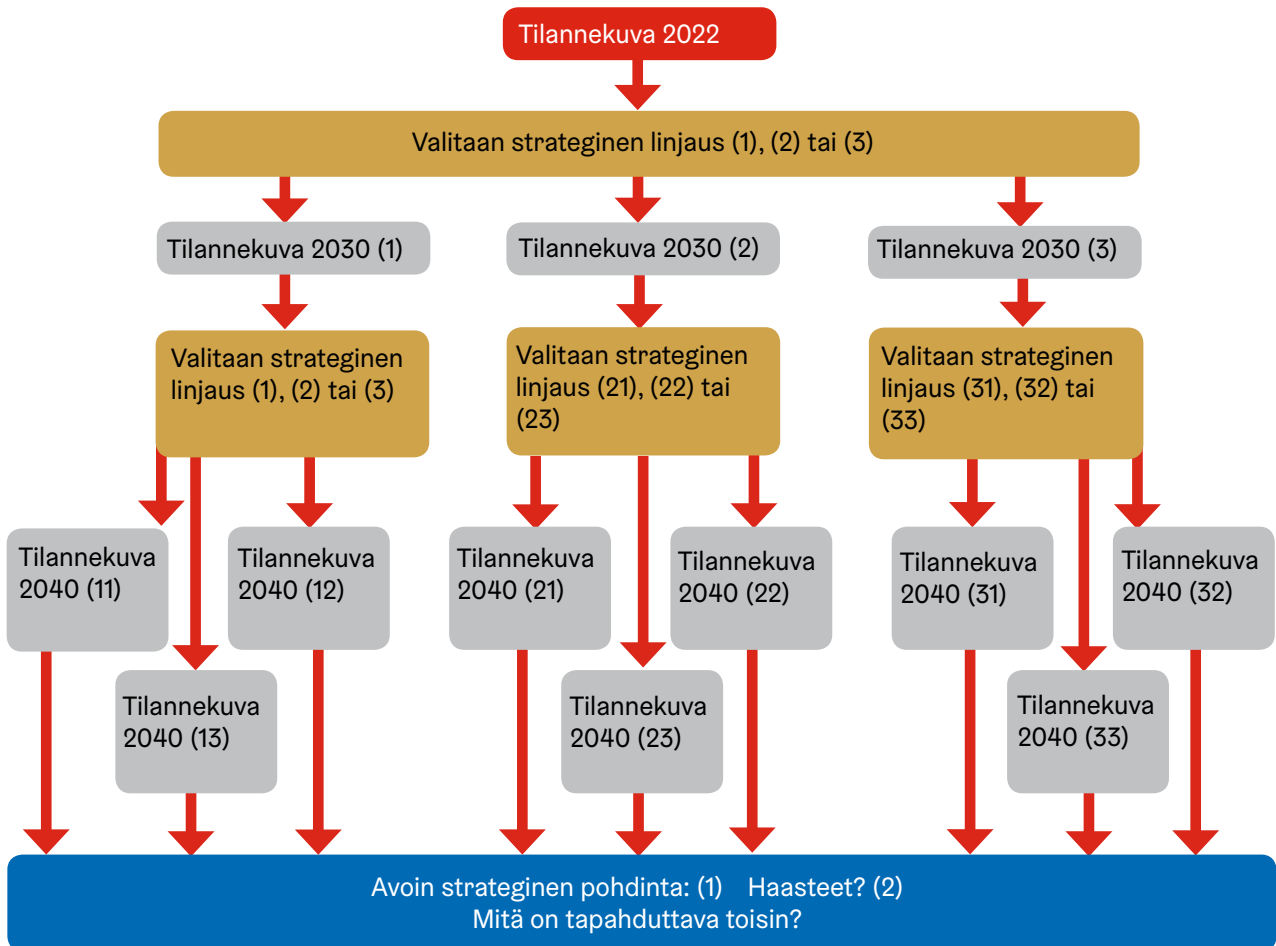 Tilannekuva 2022
Valitaan strateginen linjaus (1), (2) tai (3)
Tilannekuva 2030 (1)
Tilannekuva 2030 (2)
Tilannekuva 2030 (3)
Valitaan strateginen
linjaus (1), (2) tai (3)
Valitaan strateginen
linjaus (21), (22) tai
(23)
Valitaan strateginen
linjaus (31), (32) tai
(33)
Tilannekuva
2040 (11)
Tilannekuva
2040 (12)
Tilannekuva
2040 (21)
Tilannekuva
2040 (22)
Tilannekuva
2040 (31)
Tilannekuva
2040 (32)
Tilannekuva
2040 (13)
Tilannekuva
2040 (23)
Tilannekuva
2040 (33)
Avoin strateginen pohdinta: (1) Haasteet? (2)
Mitä on tapahduttava toisin?